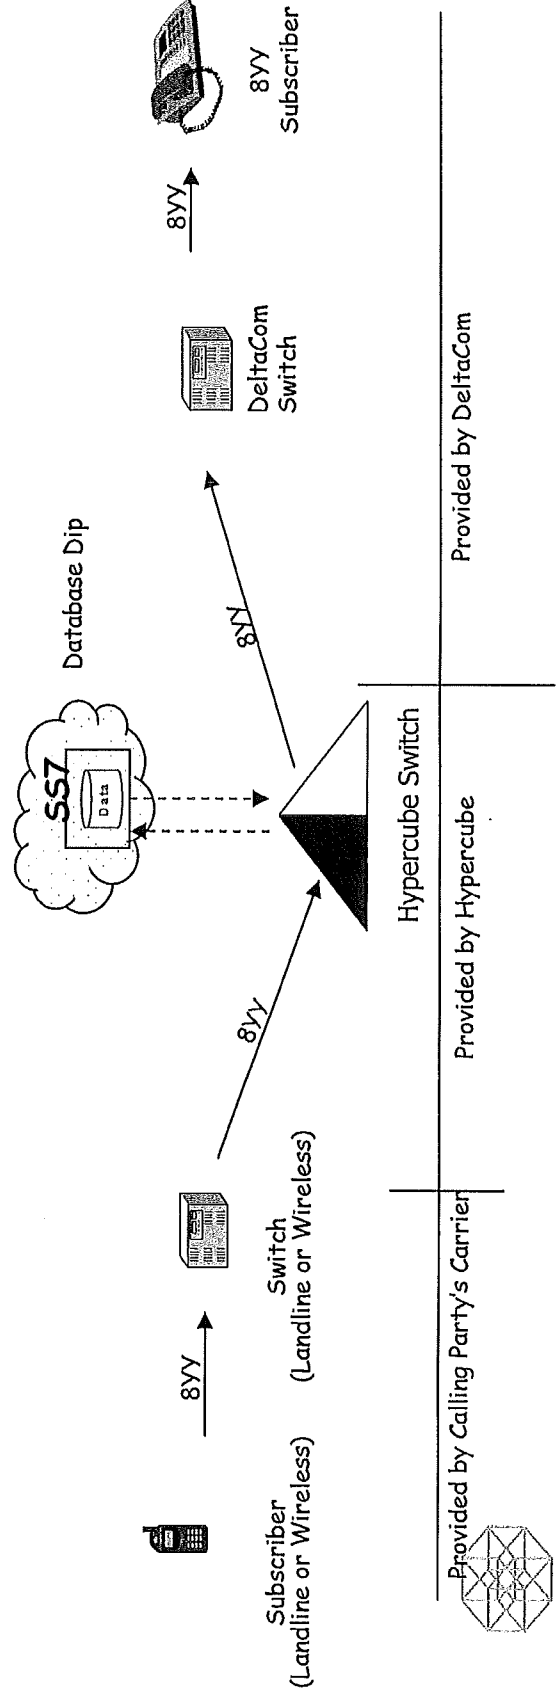 Database Dip
SS7
Data
8YY
8YY
8YY
8YY
Subscriber
(Landline or Wireless)
Switch
(Landline or Wireless)
Hypercube Switch
DeltaCom
Switch
8YY
Subscriber
Provided by Calling Party's Carrier
Provided by Hypercube
Provided by DeltaCom